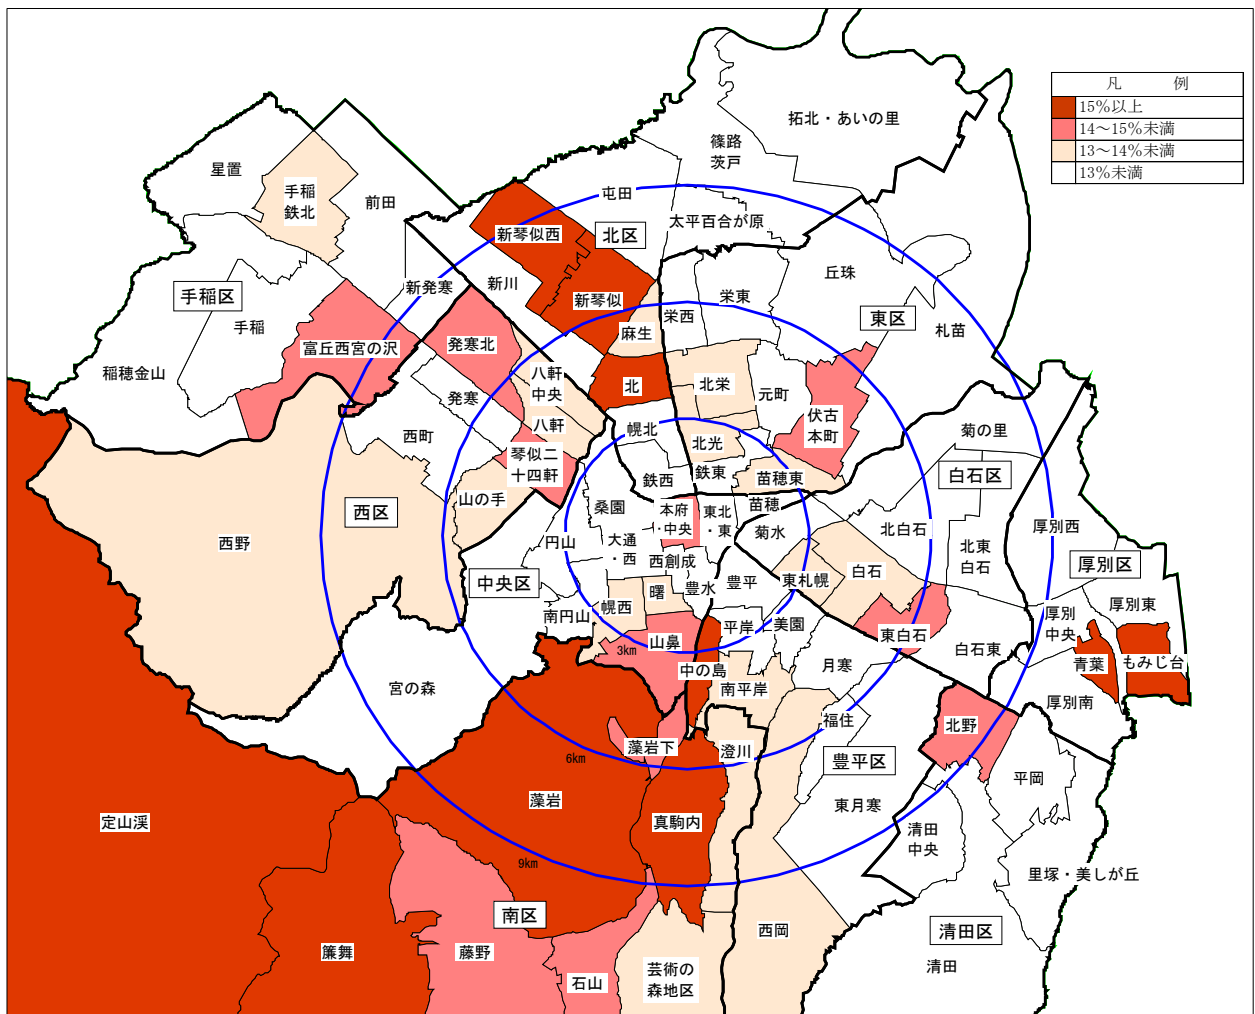 凡　例
15%以上
14～15%未満
13～14%未満
13%未満
拓北・あいの里
篠路
茨戸
星置
手稲
鉄北
前田
屯田
太平百合が原
新琴似西
北区
丘珠
手稲区
新発寒
新川
新琴似
栄東
栄西
東区
札苗
手稲
富丘西宮の沢
発寒北
麻生
稲穂金山
八軒
中央
北
北栄
元町
発寒
伏古
本町
西町
八軒
幌北
北光
菊の里
琴似二
十四軒
鉄西
鉄東
苗穂東
白石区
山の手
桑園
本府
・中央
東北
・東
苗穂
西区
円山
大通
・西
菊水
北白石
厚別西
西野
西創成
北東
白石
厚別区
中央区
曙
豊水
豊平
東札幌
白石
幌西
南円山
平岸
美園
東白石
厚別
中央
厚別東
山鼻
3km
中の島
月寒
白石東
青葉
もみじ台
宮の森
南平岸
厚別南
藻岩下
澄川
福住
北野
6km
豊平区
平岡
藻岩
東月寒
定山渓
真駒内
清田
中央
9km
里塚・美しが丘
南区
西岡
清田区
簾舞
藤野
石山
芸術の
森地区
清田